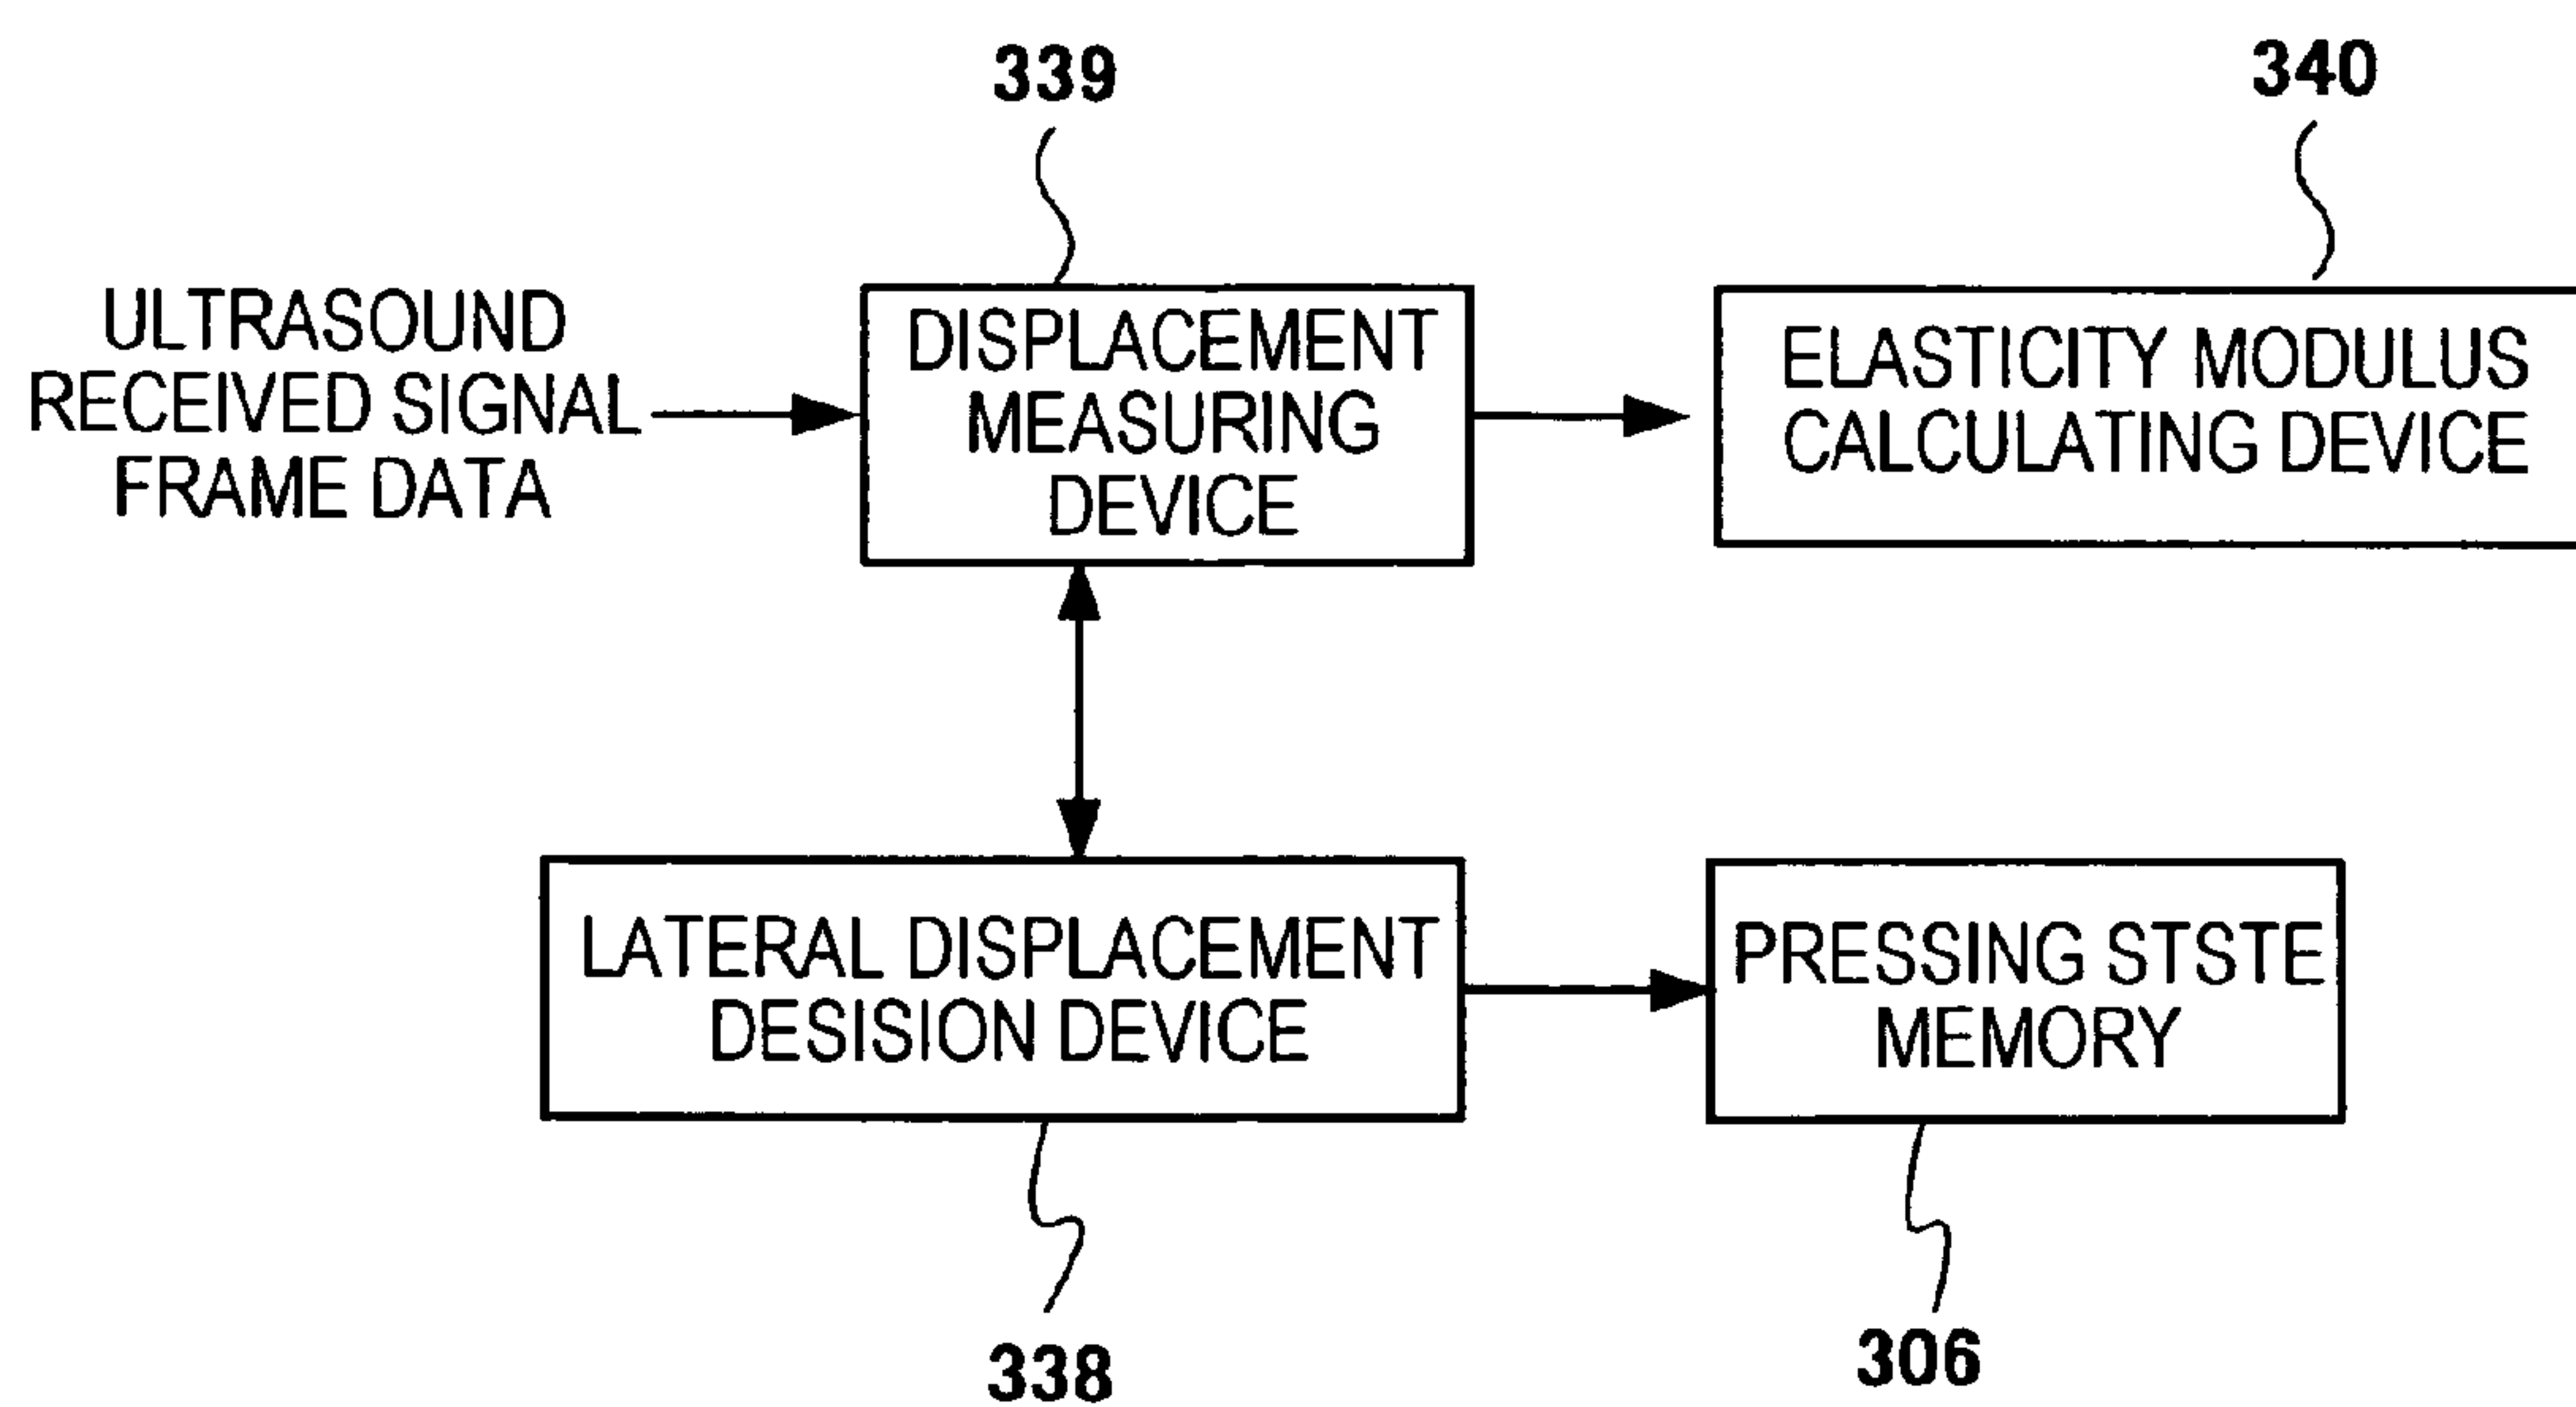 339
340
ULTRASOUND
RECEIVED SIGNAL
FRAME DATA
DISPLACEMENT
MEASURING
DEVICE
ELASTICITY MODULUS
CALCULATING DEVICE
LATERAL DISPLACEMENT
DESISION DEVICE
PRESSING STSTE
MEMORY
338
306